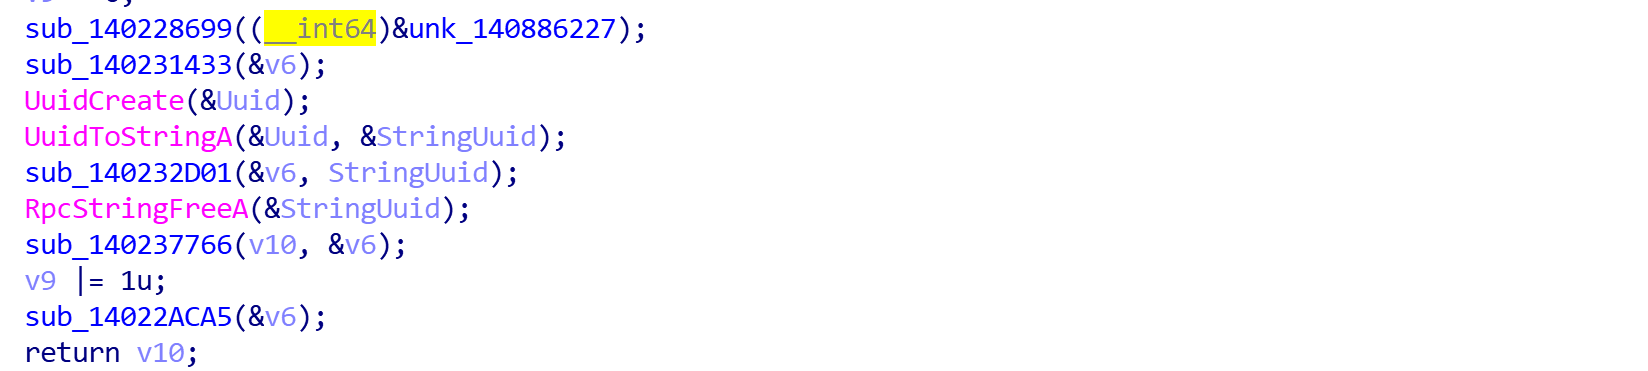 sub_140228699((__int64)&unk_140886227);
sub_140231433(&v6);
UuidCreate(&Uuid);
UuidToStringA(&Uuid, &StringUuid);
sub_140232D01(&v6, StringUuid);
RpcStringFreeA(&StringUuid);
sub_140237766(v10, &v6);
v9 |= 1u;
sub_14022ACA5(&v6);
return v10;